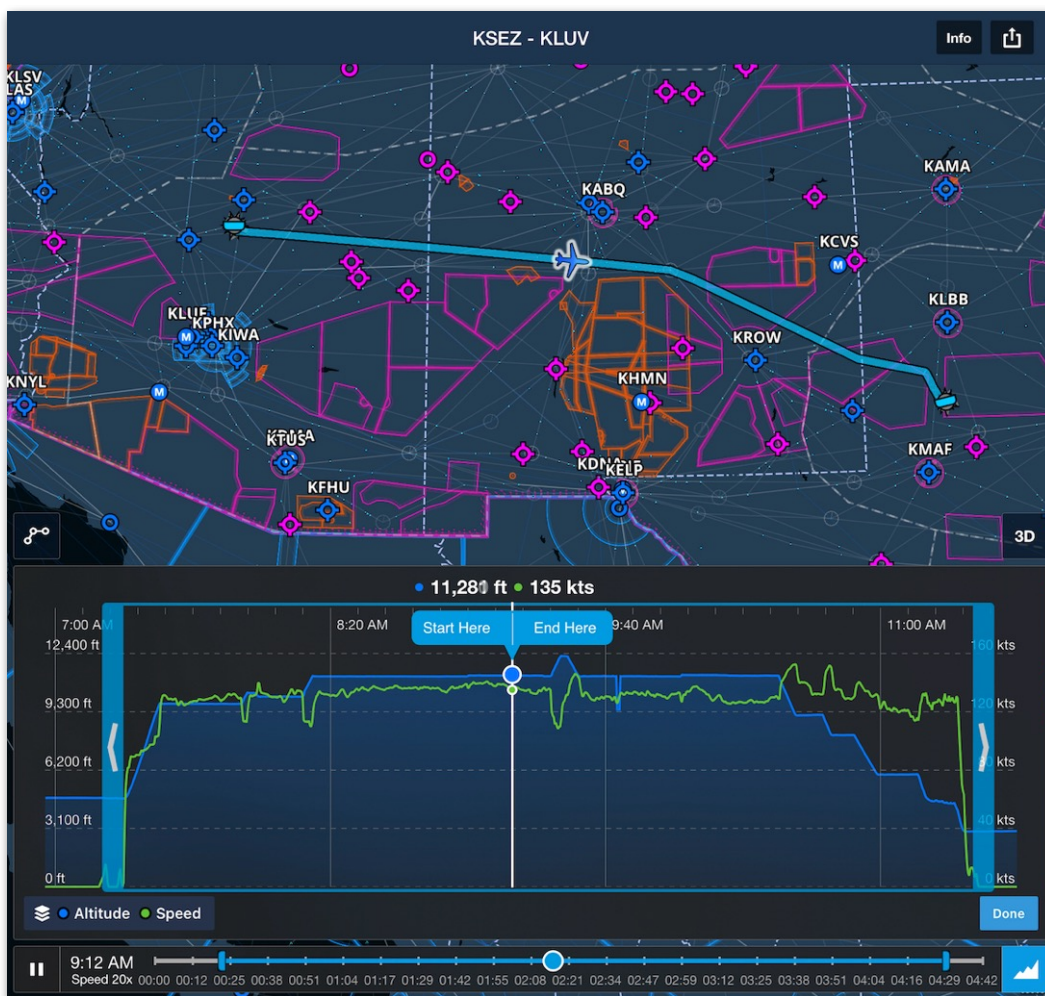 KSEZ - KLUV
Info
KLSV
LAS
M
KABQ
KAMA
KCVS
M
KLBB
KLUF
KPHX
M
KIWA
KROW
KNYL
M
KHMN
M
KTUS
KELP
KMAF
KFHU
3D
11,28 ft 135 kts
7:00 AM
8:20 AM
Start Here
End Here
9:40 AM
11:00 AM
12,400 ft
160 kts
9,300 ft
120 kts
6,200 ft
kts
3,100 ft
40 kts
0 ft
0 kts
Altitude
Speed
Done
9:12 AM
Speed 20x
00:00 00:12 00:25 00:38 00:51 01:04 01:17 01:29 01:42 01:55 02:08 02:21 02:34 02:47 02:59 03:12 03:25 03:38 03:51 04:04 04:16 04:29 04:42